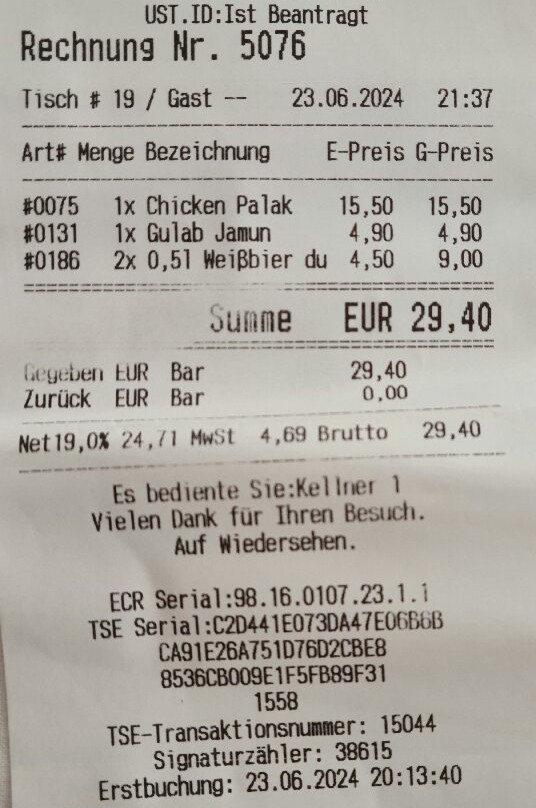 UST.ID:Ist Beantragt
Rechnung Nr. 5076
Tisch # 19 / Gast -- 23.06.2024 21:37
Art# Menge Bezeichnung E-Preis G-Preis
#0075 1x Chicken Palak 15,50 15,50
#0131 1x Gulab Jamun 4,90 4,90
#0186 2x 0,5l Weißbier du 4,50 9,00
Summe EUR 29,40
Gegeben EUR Bar 29,40
Zurück EUR Bar 0,00
Net19,0% 24,71 MwSt 4,69 Brutto 29,40
Es bediente Sie:Kellner 1
Vielen Dank für Ihren Besuch.
Auf Wiedersehen.
ECR Serial:98.16.0107.23.1.1
TSE Serial:C2D441E073DA47E06B6B
CA91E26A751D76D2CBE8
8536CB009E1F5FB89F31
1558
TSE-Transaktionsnummer: 15044
Signaturzähler: 38615
Erstbuchung: 23.06.2024 20:13:40